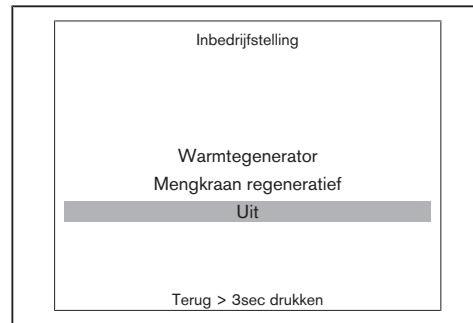 Inbedrijfstelling
Warmtegenerator
Mengkraan regeneratief
Uit
Terug > 3sec drukken